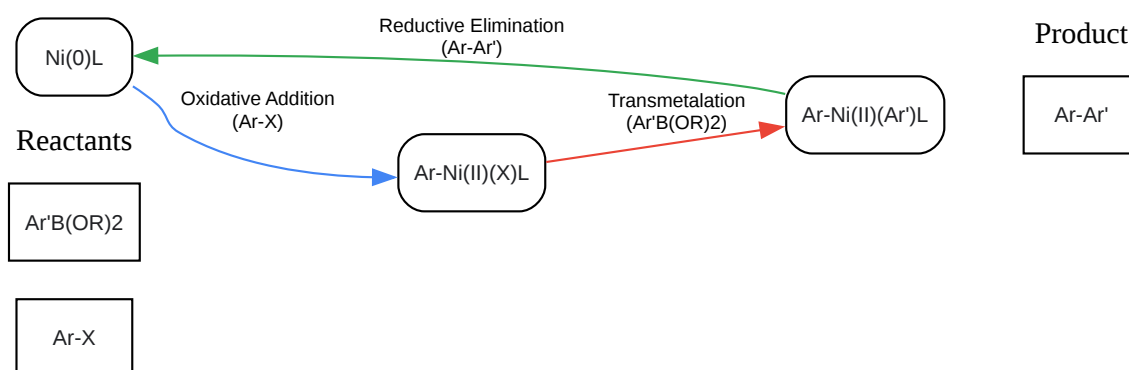 Reductive Elimination
(Ar-Ar')
Product
Ni(0)L
Oxidative Addition
(Ar-X)
Transmetalation
(Ar'B(OR)2)
Ar-Ni(II)(Ar')L
Ar-Ar'
Reactants
Ar-Ni(II)(X)L
Ar'B(OR)2
Ar-X